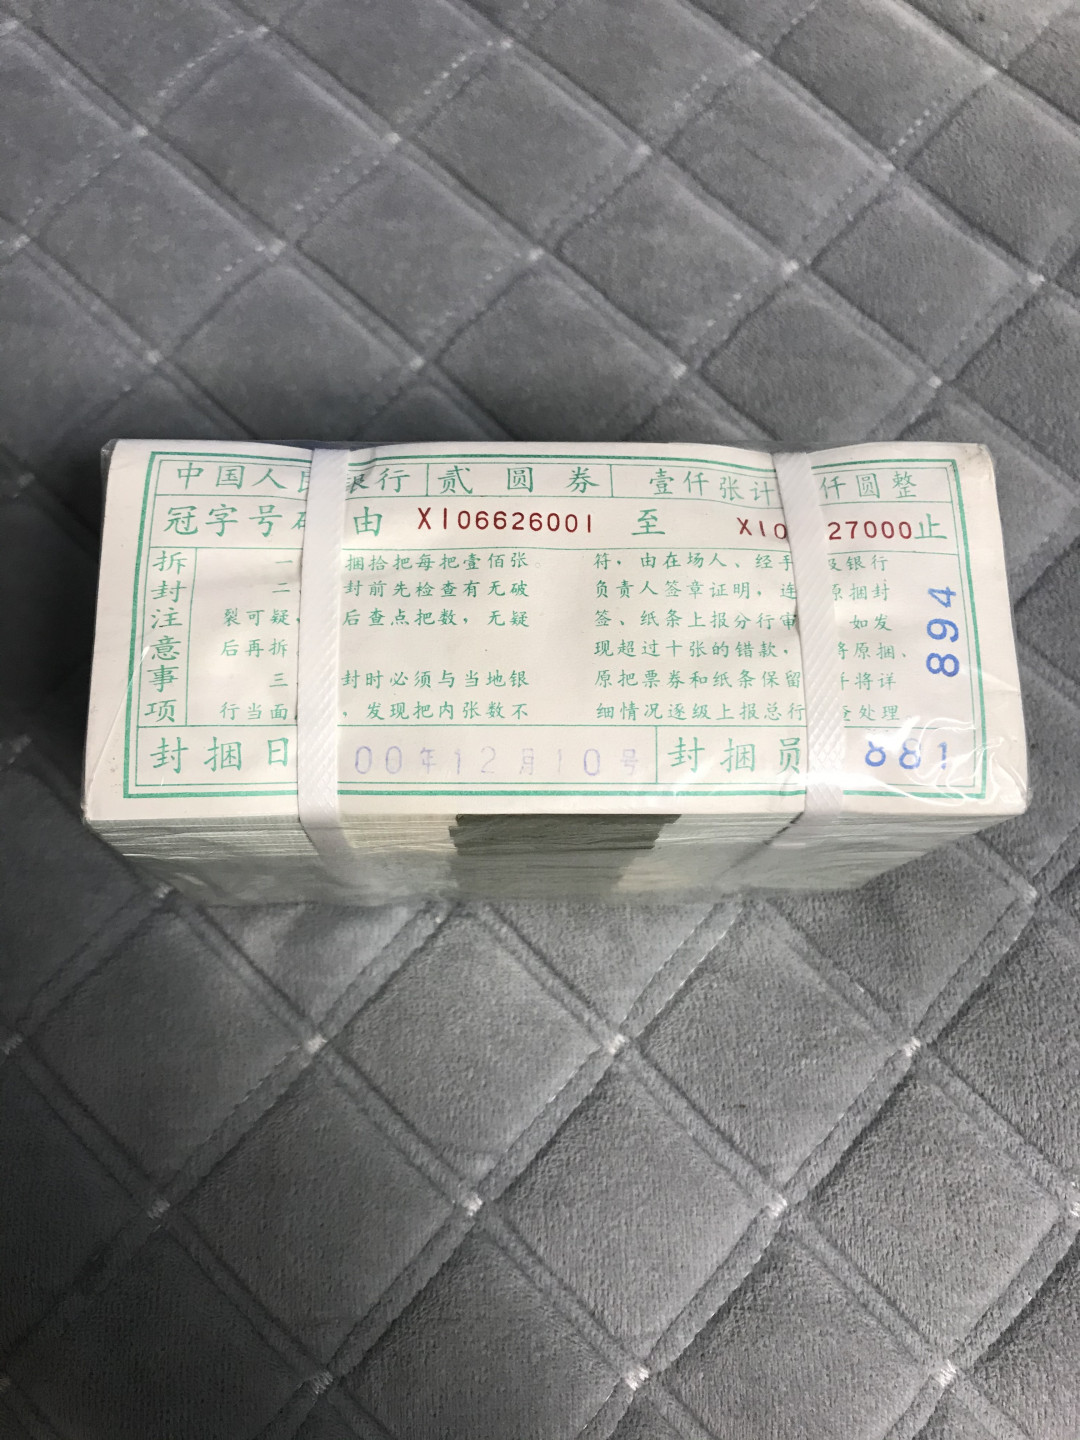 中国人民银行 贰圆券 壹仟张计 仟圆整
冠字号 由 XI06626001 至 XI0 27000止
拆封注意事项
一 捆拾把每把壹佰张
二 封前先检查有无破
裂可疑、 后查点把数，无疑
后再拆
三 封时必须与当地银
行当面 ，发现把内张数不
符，由在场人、经手 及银行
负责人签章证明，连 原捆封
签、纸条上报分行审 如发
现超过十张的错款， 将原捆、
原把票券和纸条保留 将详
细情况逐级上报总行 处理
894
封捆日 00年12月10号 封捆员 881